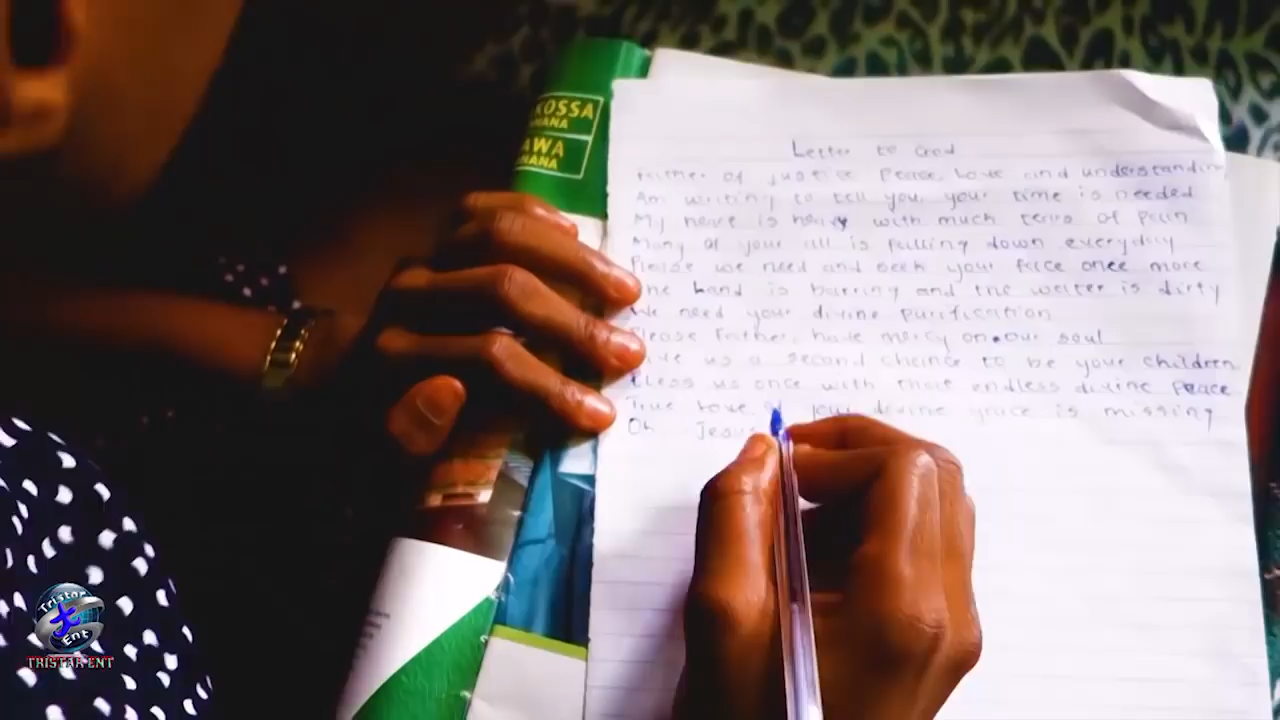 KOSSA
AWA
Letter to God
Father of justice Peace, Love and understanding
Am writing to tell you, your time is needed
My heart is heavy with much tears of pain
Many of your all is falling down everyday
Please we need and seek your face once more
The Land is barring and the water is dirty
We need your divine purification
Please Father, have mercy on our soul
Give us a second chance to be your children
Bless us once with that endless divine Peace
True Love, of your divine grace is missing
Oh Jesus
Tristar
Ent
TRISTAR ENT